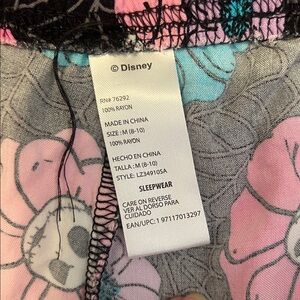 © Disney
RN# 76292
100% RAYON
MADE IN CHINA
SIZE : M (8-10)
100% RAYON
HECHO EN CHINA
TALLA : M (8-10)
STYLE: LZ34910SA
SLEEPWEAR
CARE ON REVERSE
VER AL DORSO PARA
CUIDADO
EAN/UPC: 1 97117013297